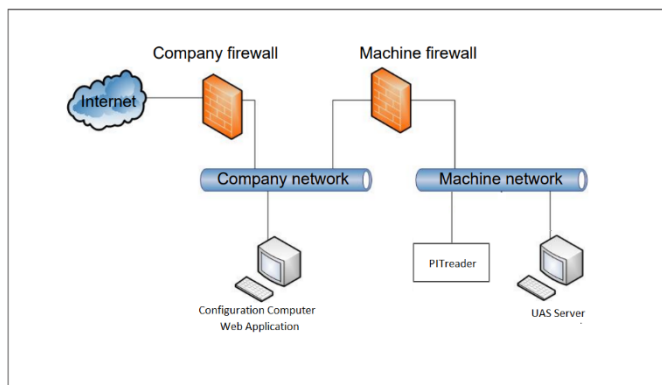 Company firewall
Machine firewall
Internet
Company network
Machine network
PITreader
Configuration Computer
Web Application
UAS Server